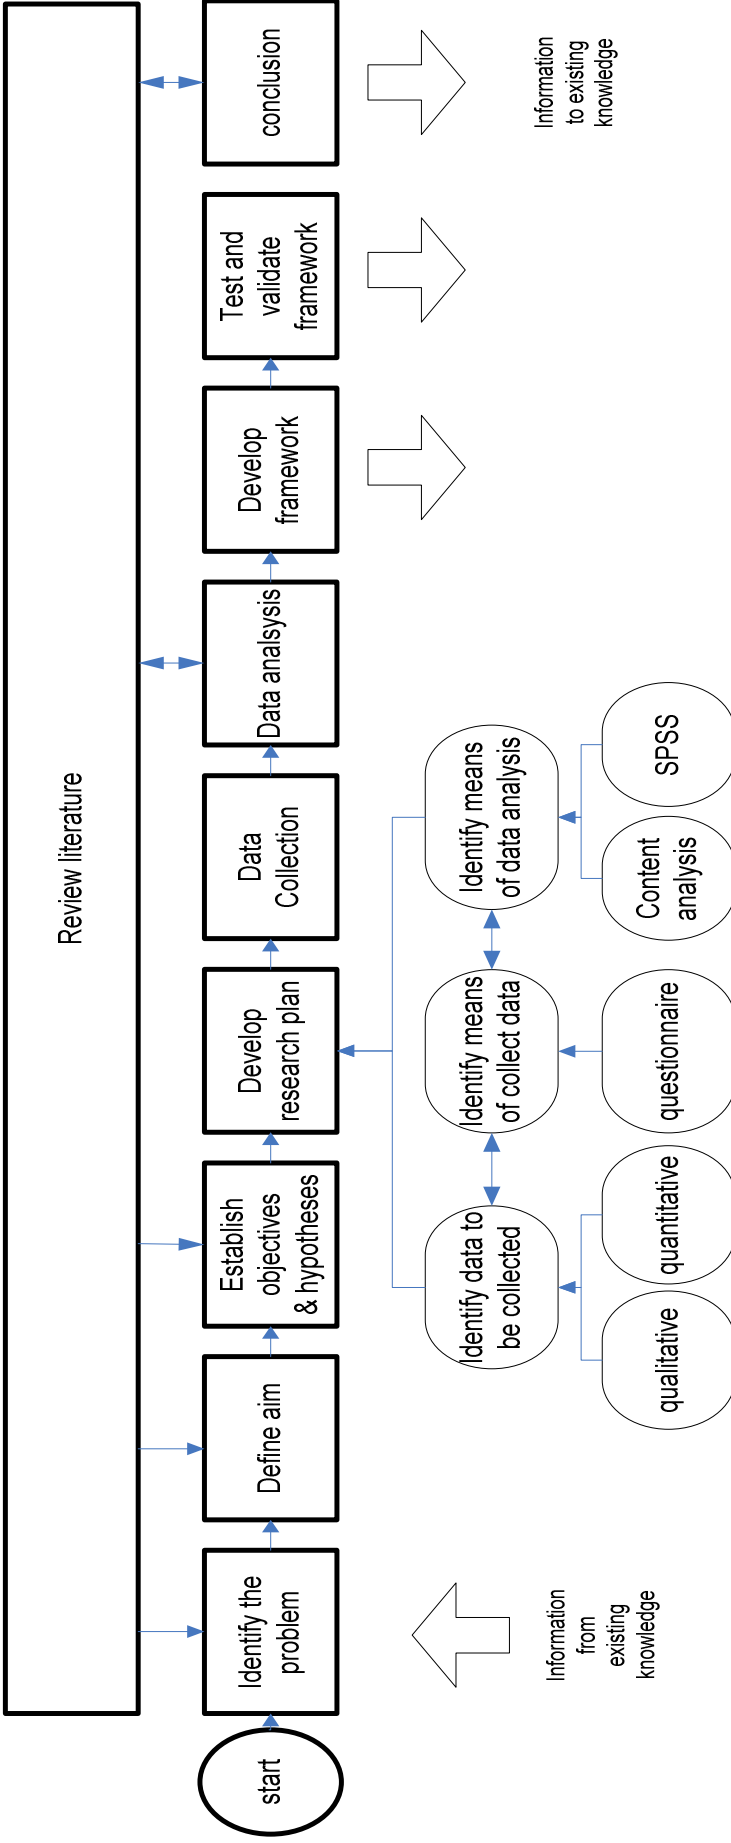 Review literature
start
Identify the
problem
Define aim
Establish
objectives
& hypotheses
Develop
research plan
Data
Collection
Data analsysis
Develop
framework
Test and
validate
framework
conclusion
Identify data to
be collected
Identify means
of collect data
Identify means
of data analysis
qualitative
quantitative
questionnaire
Content
analysis
SPSS
Information
from
existing
knowledge
Information
to existing
knowledge